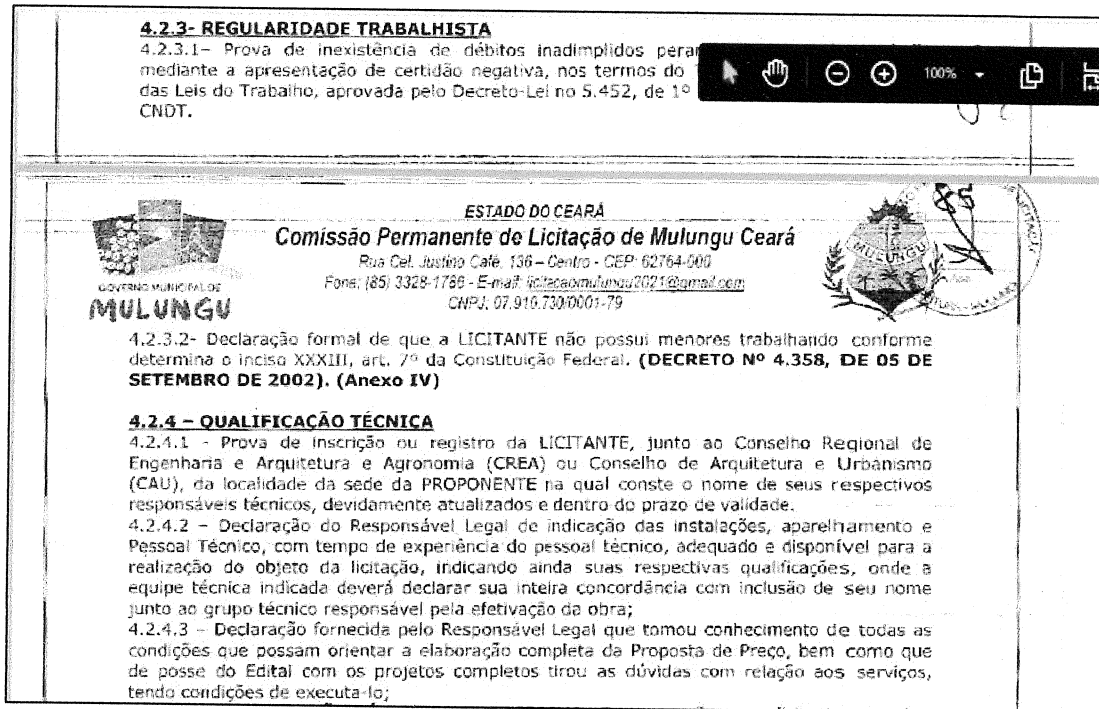 4.2.3- REGULARIDADE TRABALHISTA
4.2.3.1– Prova de inexistência de débitos inadimplidos
mediante a apresentação de certidão negativa, nos termos do
das Leis do Trabalho, aprovada pelo Decreto-Lei no 5.452, de 1º
CNDT.
100%
ESTADO DO CEARÁ
Comissão Permanente de Licitação de Mulungu Ceará
Rua Cel. Justino Café, 136 – Centro - CEP: 62764-000
Fone: (85) 3328-1786 - E-mail: licitacaomulungu2021@gmail.com
CNPJ: 07.910.730/0001-79
GOVERNO MUNICIPAL DE
MULUNGU
MULUNGU
85
4.2.3.2- Declaração formal de que a LICITANTE não possui menores trabalhando conforme
determina o inciso XXXIII, art. 7º da Constituição Federal. (DECRETO Nº 4.358, DE 05 DE
SETEMBRO DE 2002). (Anexo IV)
4.2.4 – QUALIFICAÇÃO TÉCNICA
4.2.4.1 - Prova de inscrição ou registro da LICITANTE, junto ao Conselho Regional de
Engenharia e Arquitetura e Agronomia (CREA) ou Conselho de Arquitetura e Urbanismo
(CAU), da localidade da sede da PROPONENTE na qual conste o nome de seus respectivos
responsáveis técnicos, devidamente atualizados e dentro do prazo de validade.
4.2.4.2 – Declaração do Responsável Legal de indicação das instalações, aparelhamento e
Pessoal Técnico, com tempo de experiência do pessoal técnico, adequado e disponível para a
realização do objeto da licitação, indicando ainda suas respectivas qualificações, onde a
equipe técnica indicada deverá declarar sua inteira concordância com inclusão de seu nome
junto ao grupo técnico responsável pela efetivação da obra;
4.2.4.3 – Declaração fornecida pelo Responsável Legal que tomou conhecimento de todas as
condições que possam orientar a elaboração completa da Proposta de Preço, bem como que
de posse do Edital com os projetos completos tirou as dúvidas com relação aos serviços,
tendo condições de executa-lo;